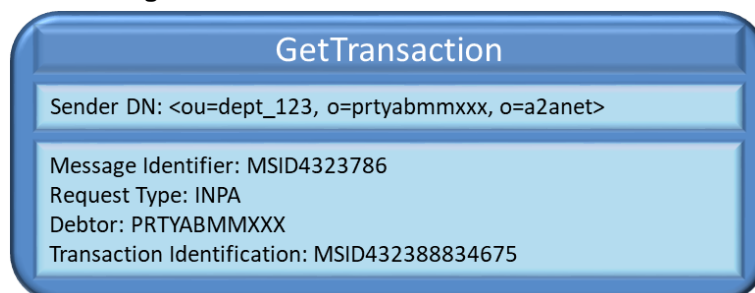 GetTransaction
Sender DN: <ou=dept_123, o=prtyabmmxxx, o=a2anet>
Message Identifier: MSID4323786
Request Type: INPA
Debtor: PRTYABMMXXX
Transaction Identification: MSID432388834675